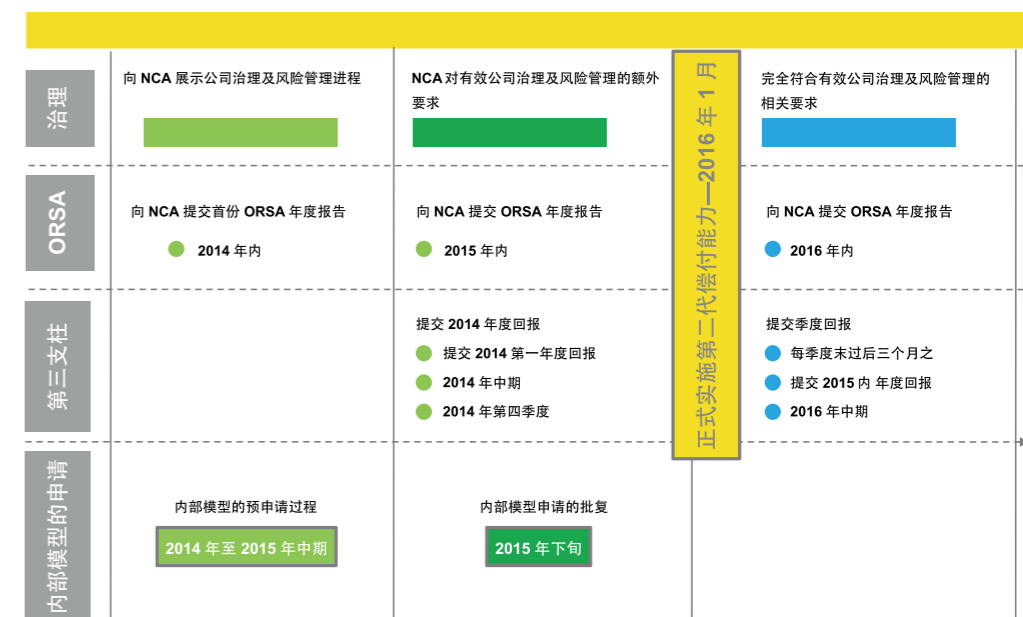 治理
向 NCA 展示公司治理及风险管理进程
NCA 对有效公司治理及风险管理的额外
要求
完全符合有效公司治理及风险管理的
相关要求
正式实施第二代偿付能力—2016 年 1 月
ORSA
向 NCA 提交首份 ORSA 年度报告
2014 年内
向 NCA 提交 ORSA 年度报告
2015 年内
向 NCA 提交 ORSA 年度报告
2016 年内
第三支柱
提交 2014 年度回报
提交 2014 第一年度回报
2014 年中期
2014 年第四季度
提交季度回报
每季度末过后三个月之
提交 2015 内 年度回报
2016 年中期
内部模型的申请
内部模型的预申请过程
2014 年至 2015 年中期
内部模型申请的批复
2015 年下旬